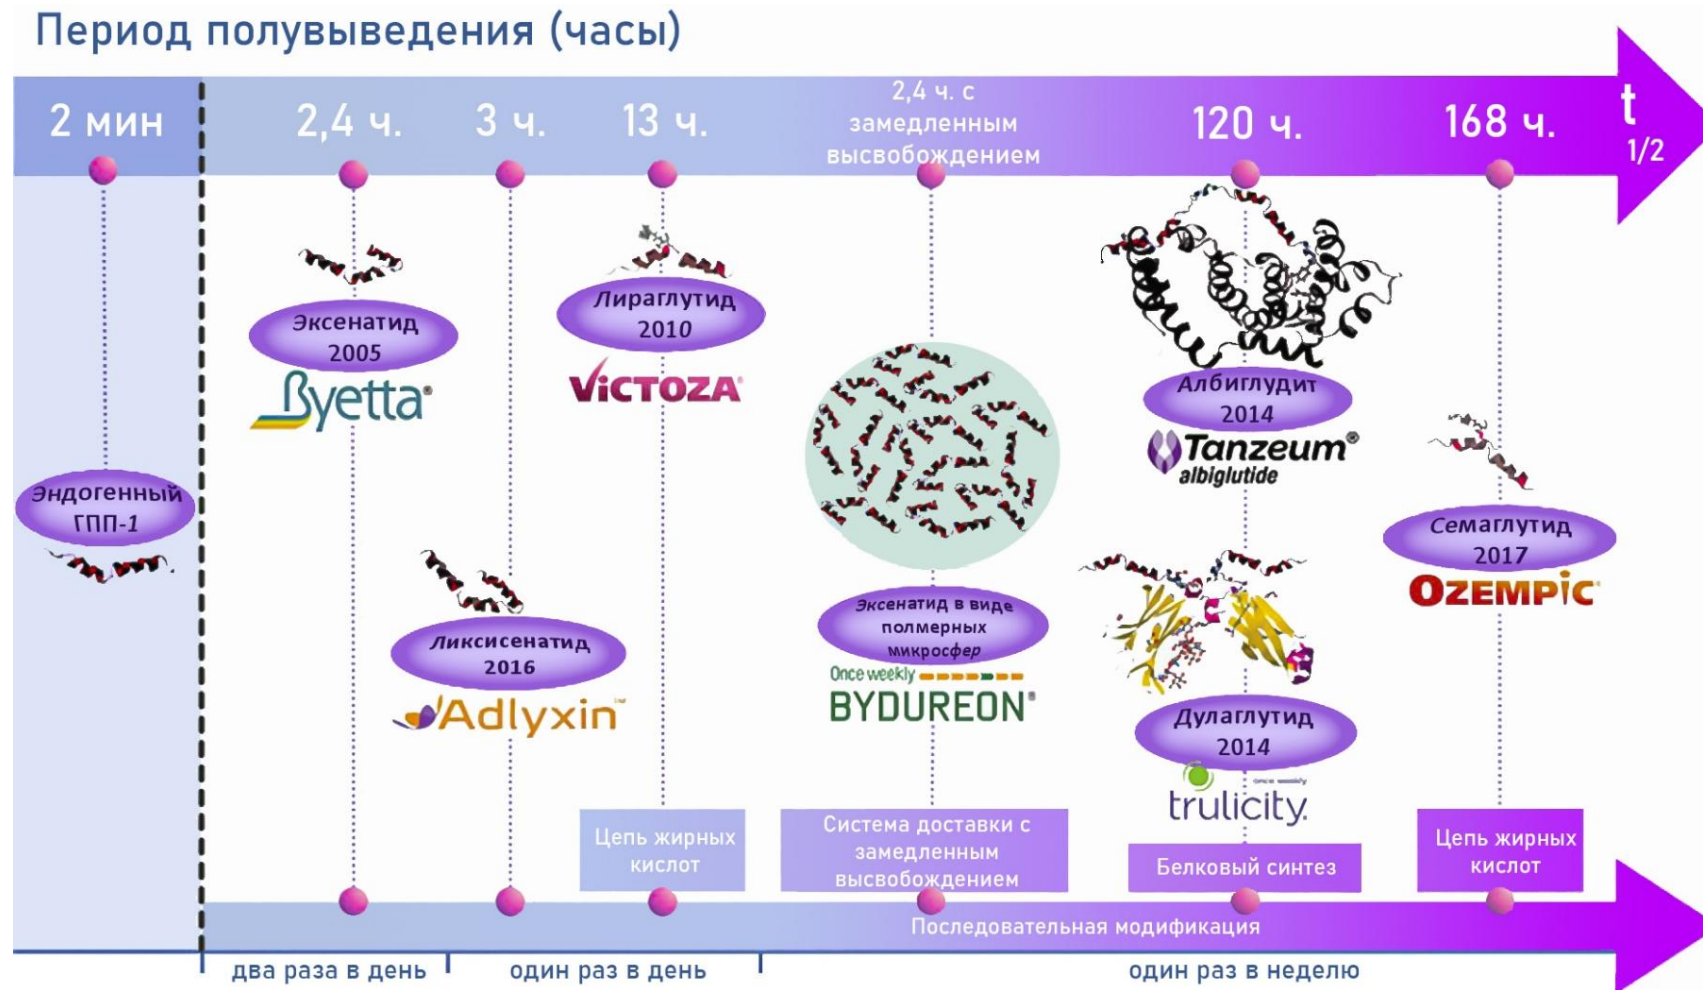 Период полувыведения (часы)
2 мин
2,4 ч.
3 ч.
13 ч.
2,4 ч. с
замедленным
высвобождением
120 ч.
168 ч.
t
1/2
Эксенатид
2005
Byetta®
Лираглутид
2010
VICTOZA®
Албиглудит
2014
Tanzeum®
albiglutide
Эндогенный
ГПП-1
Семаглутид
2017
OZEMPIC®
Ликсисенатид
2016
Adlyxin™
Эксенатид в виде
полмерных
микросфер
Once weekly
BYDUREON®
Дулаглутид
2014
once weekly
trulicity.
Цепь жирных
кислот
Система доставки с
замедленным
высвобождением
Белковый синтез
Цепь жирных
кислот
Последовательная модификация
два раза в день
один раз в день
один раз в неделю